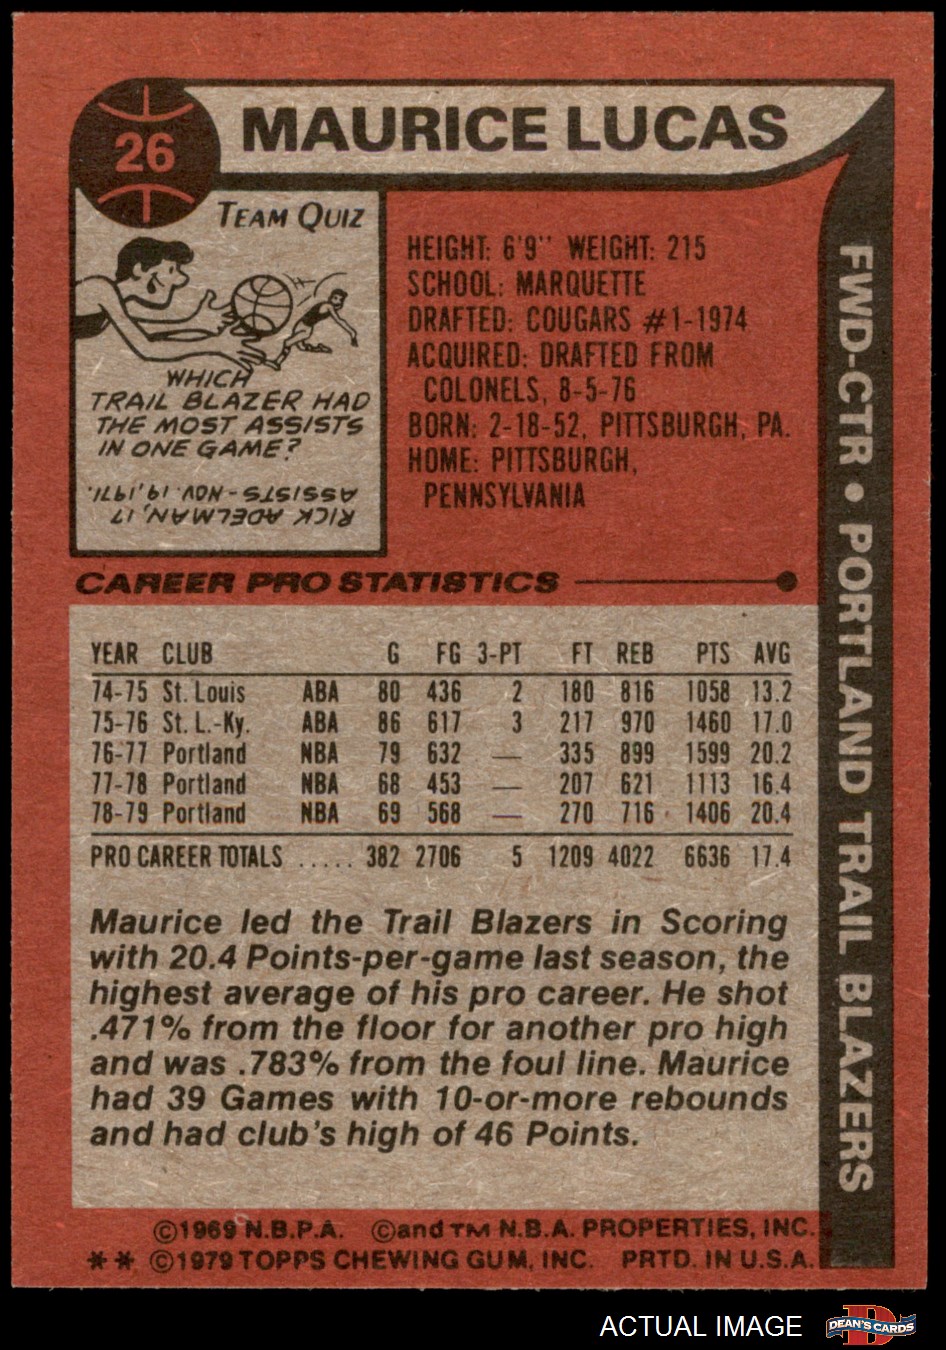 26
MAURICE LUCAS
TEAM QUIZ
WHICH
TRAIL BLAZER HAD
THE MOST ASSISTS
IN ONE GAME?
RICK ADELMAN, 17
ASSISTS-NOV. 19, 1971.
HEIGHT: 6'9" WEIGHT: 215
SCHOOL: MARQUETTE
DRAFTED: COUGARS #1-1974
ACQUIRED: DRAFTED FROM
COLONELS, 8-5-76
BORN: 2-18-52, PITTSBURGH, PA.
HOME: PITTSBURGH,
PENNSYLVANIA
FWD-CTR • PORTLAND TRAIL BLAZERS
CAREER PRO STATISTICS
YEAR CLUB G FG 3-PT FT REB PTS AVG
74-75 St. Louis ABA 80 436 2 180 816 1058 13.2
75-76 St. L.-Ky. ABA 86 617 3 217 970 1460 17.0
76-77 Portland NBA 79 632 — 335 899 1599 20.2
77-78 Portland NBA 68 453 — 207 621 1113 16.4
78-79 Portland NBA 69 568 — 270 716 1406 20.4
PRO CAREER TOTALS ..... 382 2706 5 1209 4022 6636 17.4
Maurice led the Trail Blazers in Scoring
with 20.4 Points-per-game last season, the
highest average of his pro career. He shot
.471% from the floor for another pro high
and was .783% from the foul line. Maurice
had 39 Games with 10-or-more rebounds
and had club's high of 46 Points.
©1969 N.B.P.A. ©and TM N.B.A. PROPERTIES, INC.
** ©1979 TOPPS CHEWING GUM, INC. PRTD. IN U.S.A.
ACTUAL IMAGE
DEAN'S CARDS